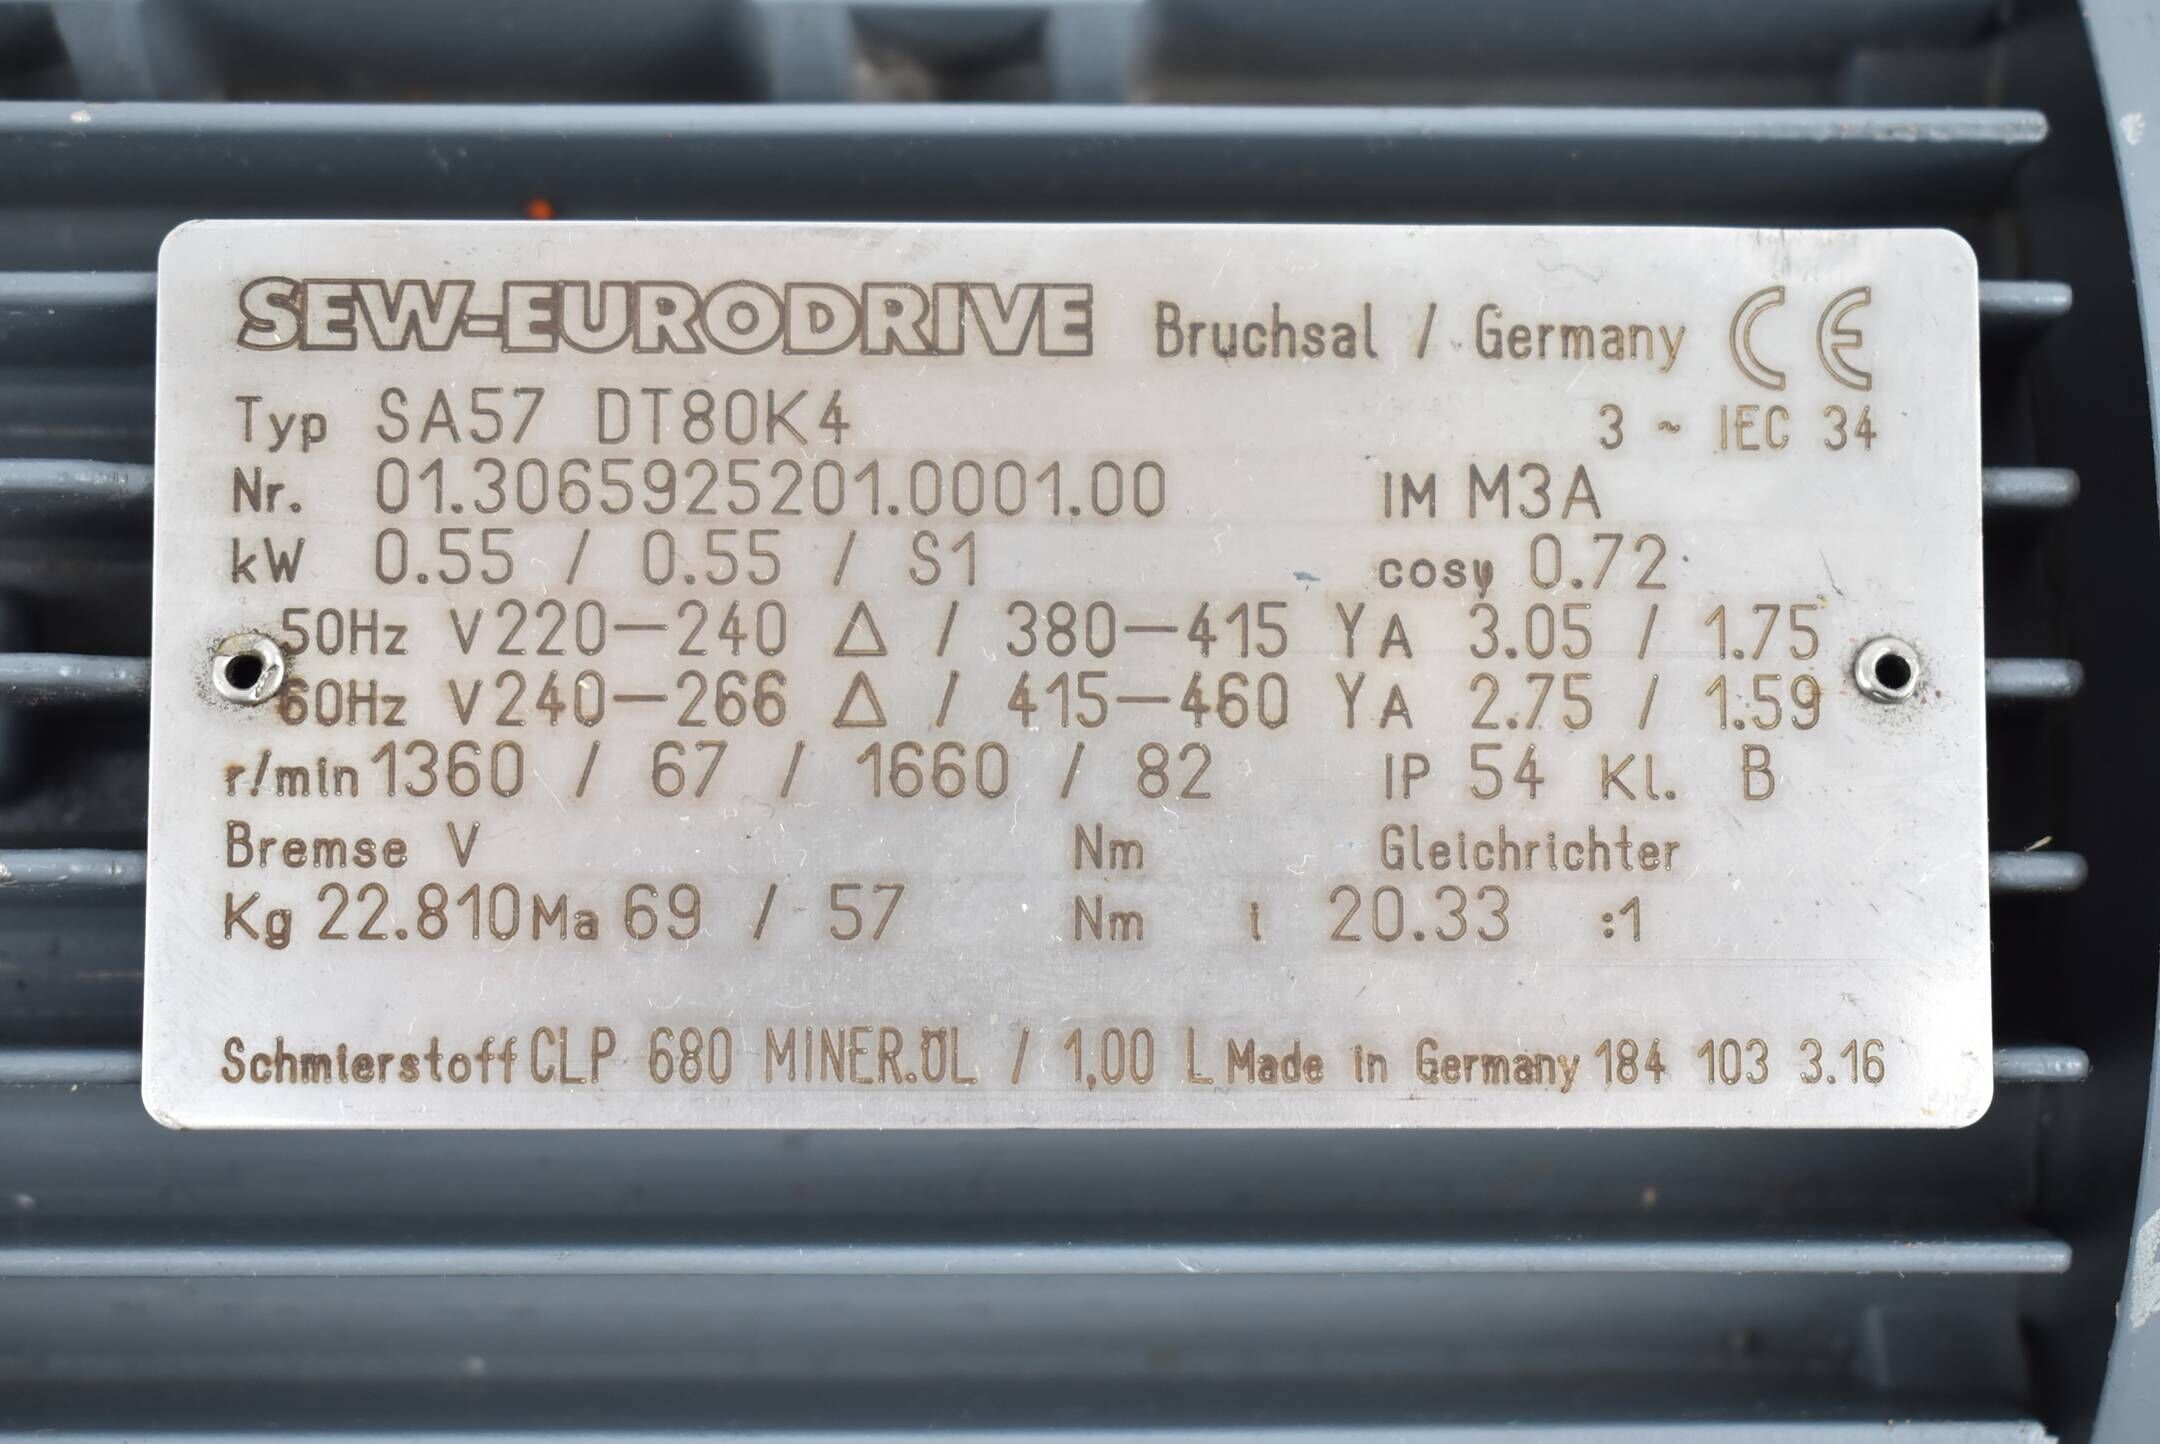 SEW-EURODRIVE Bruchsal / Germany CE
Typ SA57 DT80K4 3 ~ IEC 34
Nr. 01.3065925201.0001.00 IM M3A
kW 0.55 / 0.55 / S1 cosφ 0.72
50Hz V 220-240 Δ / 380-415 Y A 3.05 / 1.75
60Hz V 240-266 Δ / 415-460 Y A 2.75 / 1.59
r/min 1360 / 67 / 1660 / 82 IP 54 Kl. B
Bremse V Nm Gleichrichter
Kg 22.810 Ma 69 / 57 Nm i 20.33 :1
Schmierstoff CLP 680 MINER.ÖL / 1,00 L Made in Germany 184 103 3.16